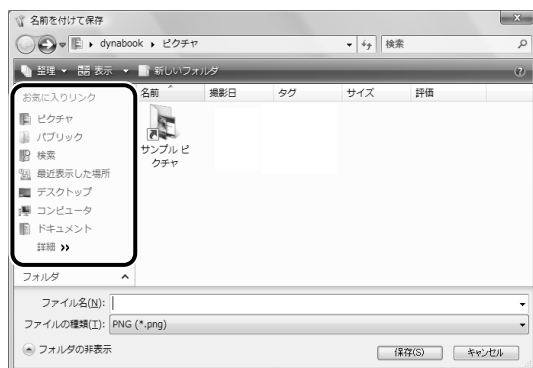 名前を付けて保存
dynabook ▸ ピクチャ 検索
整理 表示 新しいフォルダ
お気に入りリンク
ピクチャ
パブリック
検索
最近表示した場所
デスクトップ
コンピュータ
ドキュメント
詳細 >>
フォルダ
名前 撮影日 タグ サイズ 評価
サンプル ピ
クチャ
ファイル名(N):
ファイルの種類(T): PNG (*.png)
フォルダの非表示 保存(S) キャンセル